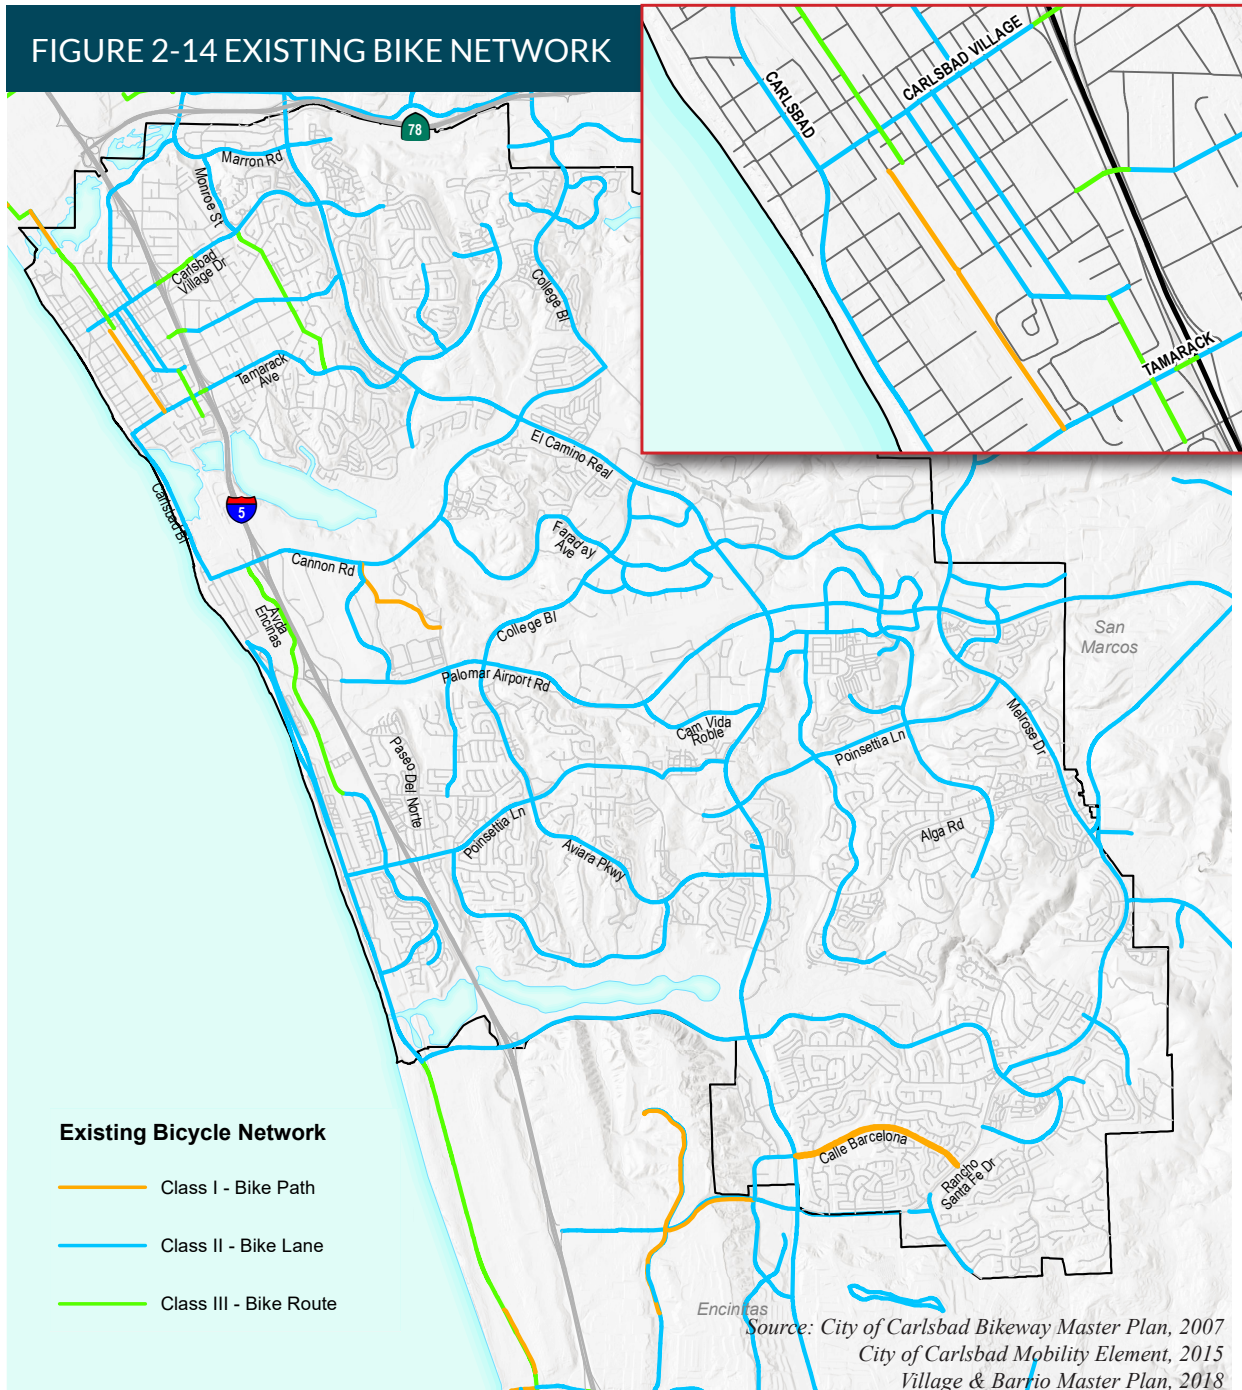 FIGURE 2-14 EXISTING BIKE NETWORK
CARLSBAD
CARLSBAD VILLAGE
TAMARACK
78
Marron Rd
Monroe St
Carlsbad
Village Dr
College Bl
Tamarack
Ave
El Camino Real
Carlsbad Bl
5
Faraday
Ave
Cannon Rd
Avda
Encinas
College Bl
San
Marcos
Palomar Airport Rd
Cam Vida
Roble
Melrose Dr
Paseo Del Norte
Poinsettia Ln
Poinsettia Ln
Alga Rd
Aviara Pkwy
Calle Barcelona
Rancho
Santa Fe Dr
Existing Bicycle Network
Class I - Bike Path
Class II - Bike Lane
Class III - Bike Route
Encinitas
Source: City of Carlsbad Bikeway Master Plan, 2007
City of Carlsbad Mobility Element, 2015
Village & Barrio Master Plan, 2018